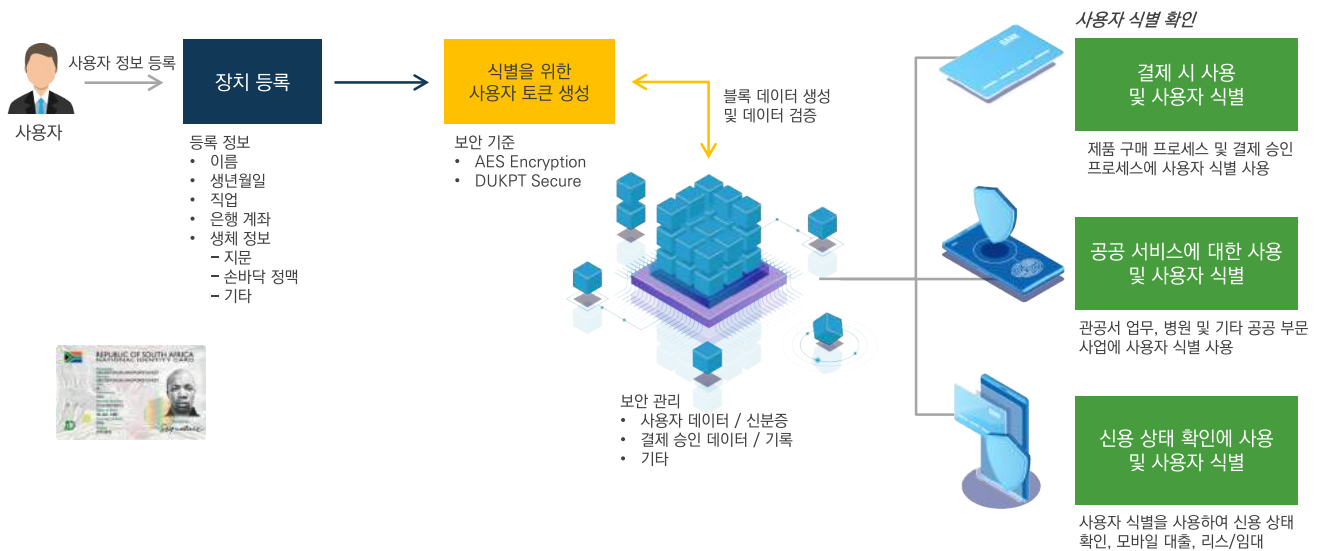 사용자 식별 확인
사용자 정보 등록
사용자
장치 등록
등록 정보
• 이름
• 생년월일
• 직업
• 은행 계좌
• 생체 정보
– 지문
– 손바닥 정맥
– 기타
REPUBLIC OF SOUTH AFRICA
NATIONAL IDENTITY CARD
식별을 위한
사용자 토큰 생성
보안 기준
• AES Encryption
• DUKPT Secure
블록 데이터 생성
및 데이터 검증
보안 관리
• 사용자 데이터 / 신분증
• 결제 승인 데이터 / 기록
• 기타
BANK
결제 시 사용
및 사용자 식별
제품 구매 프로세스 및 결제 승인
프로세스에 사용자 식별 사용
공공 서비스에 대한 사용
및 사용자 식별
관공서 업무, 병원 및 기타 공공 부문
사업에 사용자 식별 사용
신용 상태 확인에 사용
및 사용자 식별
사용자 식별을 사용하여 신용 상태
확인, 모바일 대출, 리스/임대